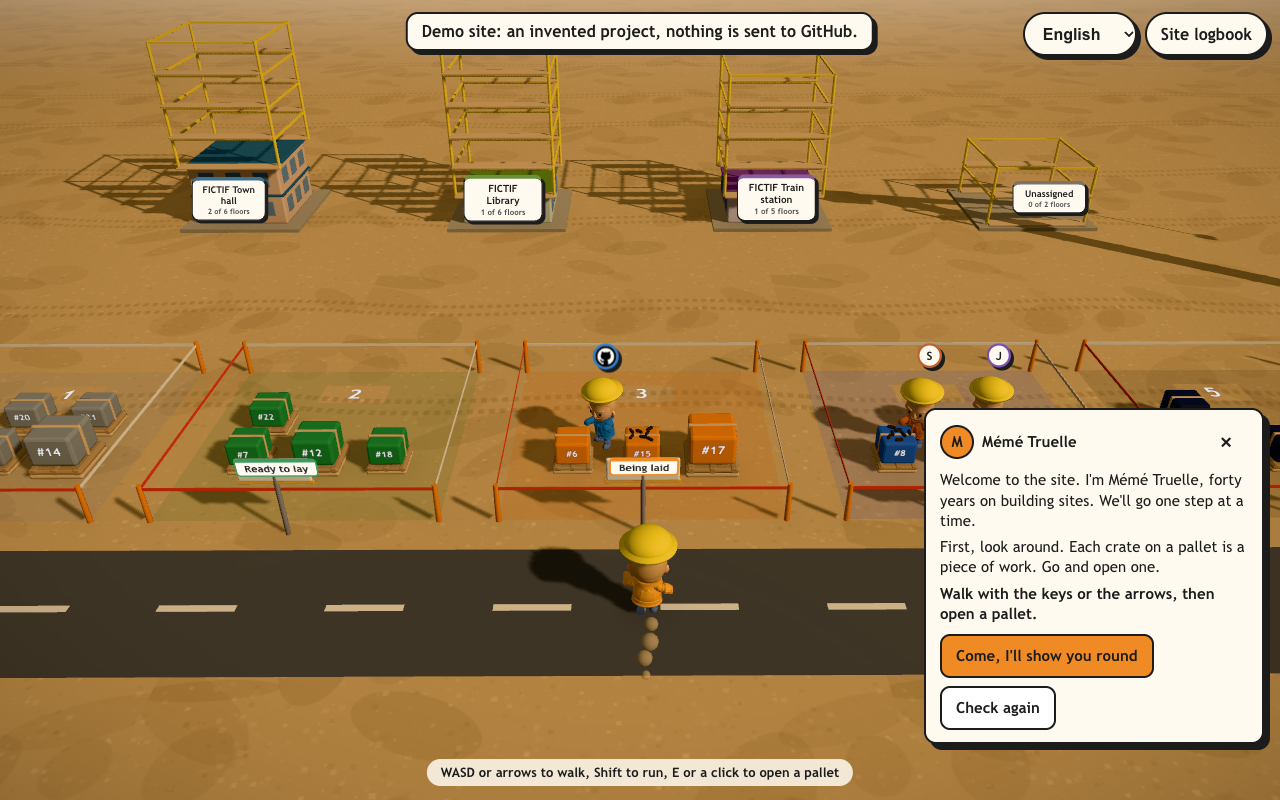 Demo site: an invented project, nothing is sent to GitHub.
English
Site logbook
FICTIF Town
hall
2 of 6 floors
FICTIF
Library
1 of 6 floors
FICTIF Train
station
1 of 5 floors
Unassigned
0 of 2 floors
S
J
1
2
3
5
#20
#14
#22
#7
#12
#18
#6
#15
#17
#8
Ready to lay
Being laid
M
Mémé Truelle
×
Welcome to the site. I'm Mémé Truelle, forty
years on building sites. We'll go one step at a
time.
First, look around. Each crate on a pallet is a
piece of work. Go and open one.
Walk with the keys or the arrows, then
open a pallet.
Come, I'll show you round
Check again
WASD or arrows to walk, Shift to run, E or a click to open a pallet